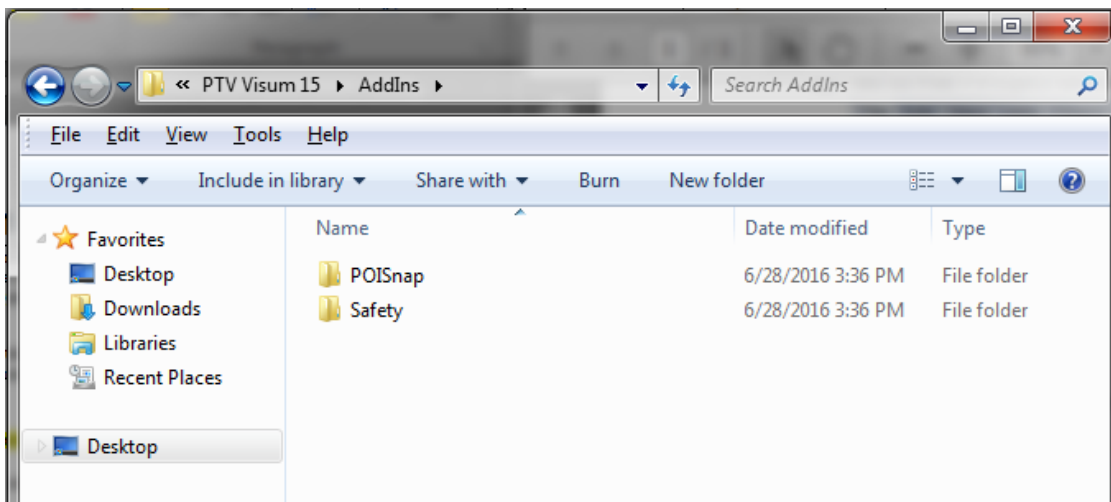 « PTV Visum 15 ▸ AddIns ▸ Search AddIns
File Edit View Tools Help
Organize ▾ Include in library ▾ Share with ▾ Burn New folder
Name Date modified Type
Favorites
Desktop
Downloads
Libraries
Recent Places
Desktop
POISnap 6/28/2016 3:36 PM File folder
Safety 6/28/2016 3:36 PM File folder